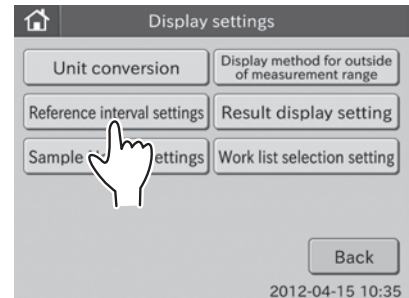 Display settings
Unit conversion
Display method for outside
of measurement range
Reference interval settings
Result display setting
Sample
Work list selection setting
Back
2012-04-15 10:35